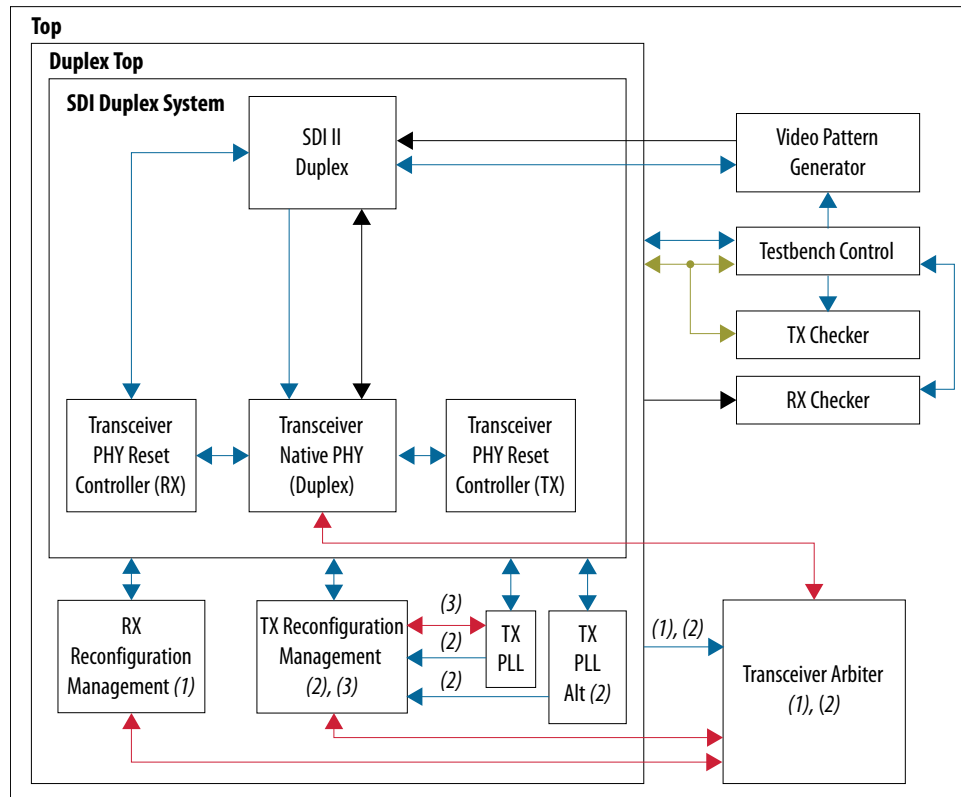 Top
Duplex Top
SDI Duplex System
SDI II
Duplex
Video Pattern
Generator
Testbench Control
TX Checker
RX Checker
Transceiver
PHY Reset
Controller (RX)
Transceiver
Native PHY
(Duplex)
Transceiver
PHY Reset
Controller (TX)
RX
Reconfiguration
Management (1)
TX Reconfiguration
Management
(2), (3)
(3)
(2)
(2)
TX
PLL
TX
PLL
Alt (2)
(1), (2)
Transceiver Arbiter
(1), (2)